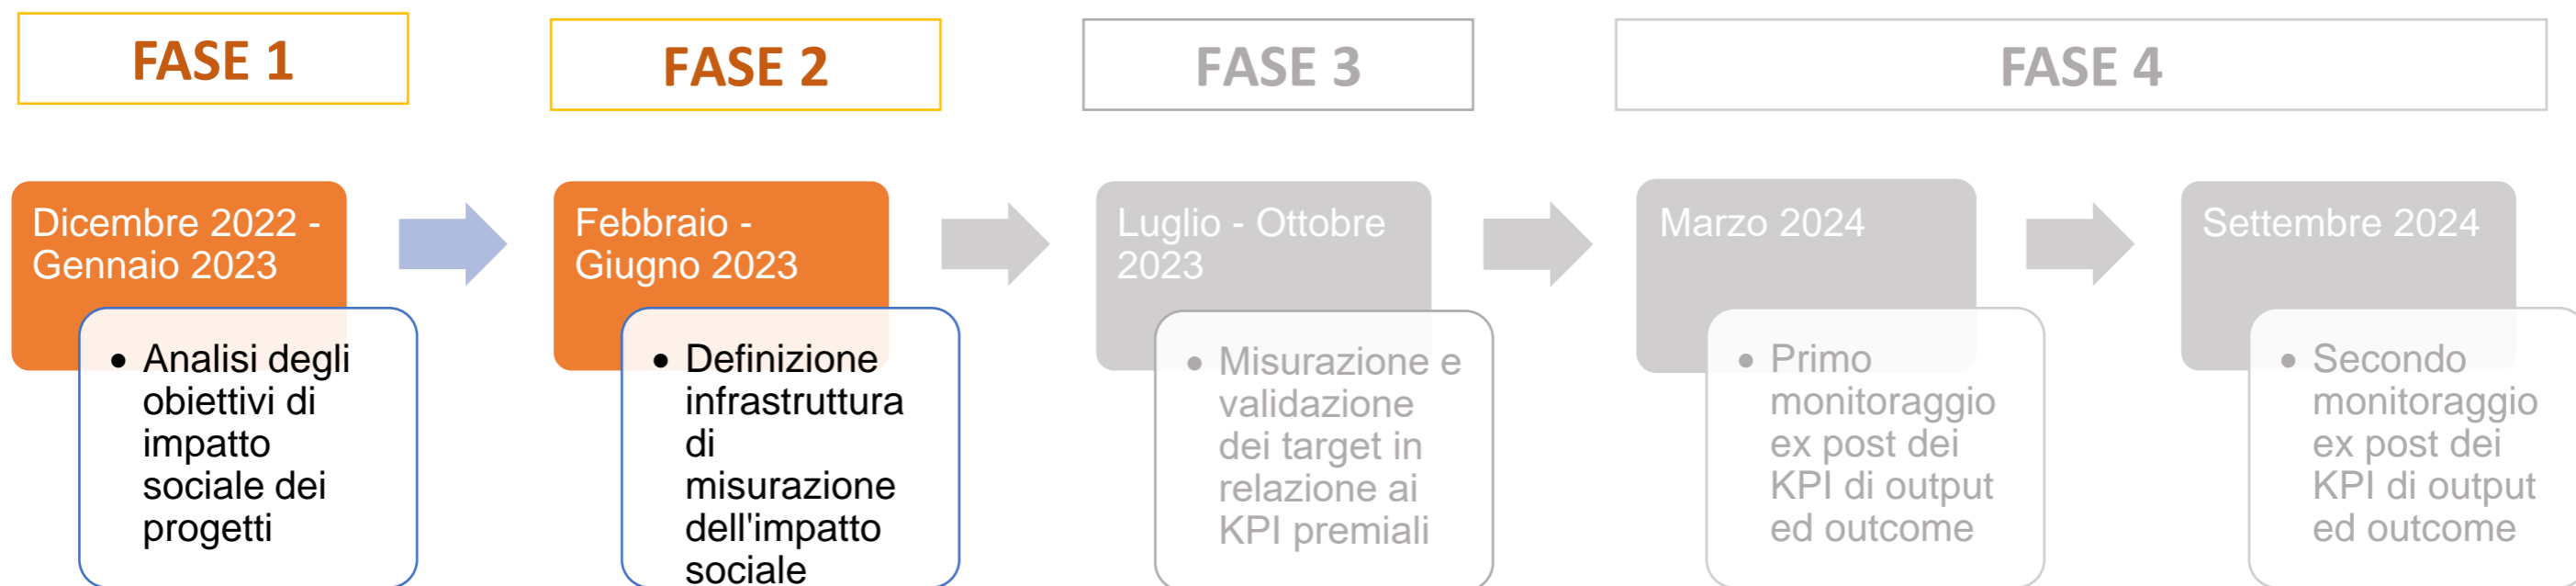 FASE 1
FASE 2
FASE 3
FASE 4
Dicembre 2022 -
Gennaio 2023
• Analisi degli
obiettivi di
impatto
sociale dei
progetti
Febbraio -
Giugno 2023
• Definizione
infrastruttura
di
misurazione
dell'impatto
sociale
Luglio - Ottobre
2023
• Misurazione e
validazione
dei target in
relazione ai
KPI premiali
Marzo 2024
• Primo
monitoraggio
ex post dei
KPI di output
ed outcome
Settembre 2024
• Secondo
monitoraggio
ex post dei
KPI di output
ed outcome